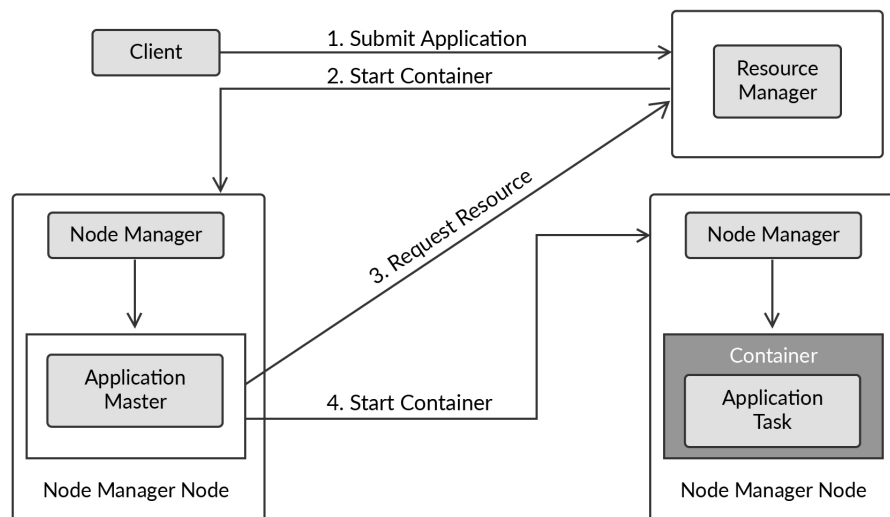 Client
1. Submit Application
2. Start Container
Resource
Manager
Node Manager
3. Request Resource
Node Manager
Application
Master
4. Start Container
Container
Application
Task
Node Manager Node
Node Manager Node